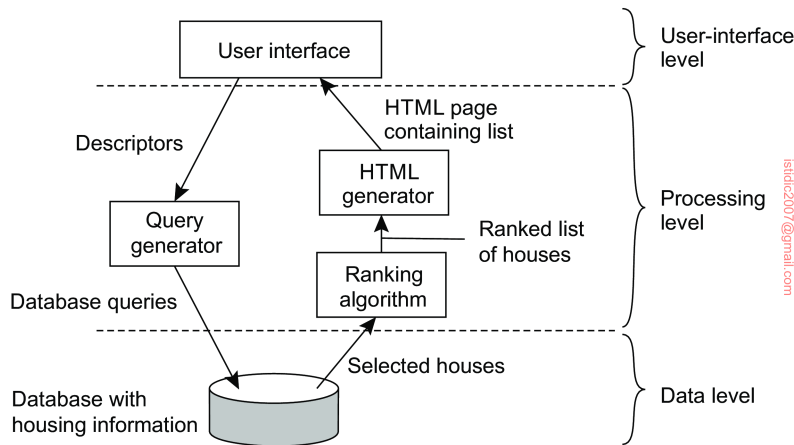 User interface
User-interface
level
HTML page
containing list
Descriptors
HTML
generator
Processing
level
Query
generator
Ranked list
of houses
Ranking
algorithm
Database queries
Selected houses
Database with
housing information
Data level
istidic2007@gmail.com